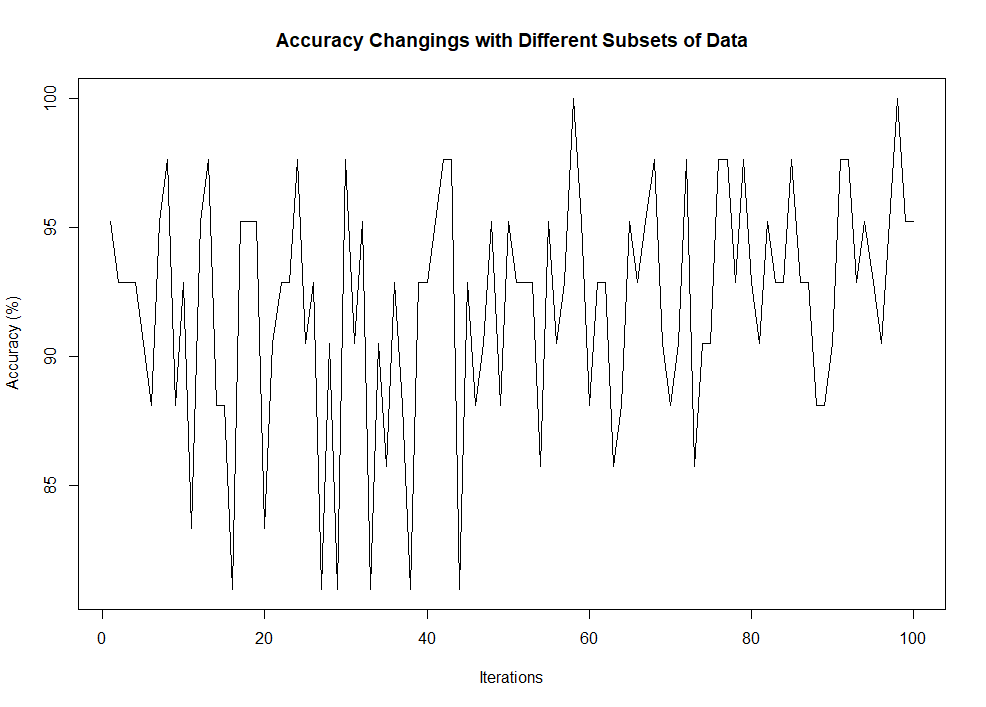 Accuracy Changings with Different Subsets of Data
100
95
90
85
Accuracy (%)
0 20 40 60 80 100
Iterations